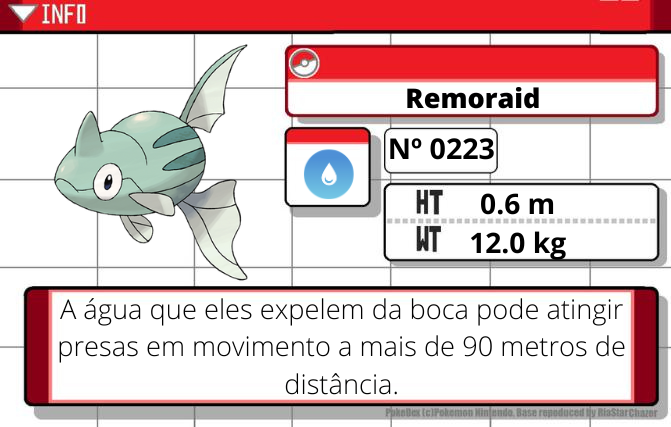 INFO
Remoraid
Nº 0223
HT 0.6 m
WT 12.0 kg
A água que eles expelem da boca pode atingir
presas em movimento a mais de 90 metros de
distância.
PokeDex (c)Pokemon Nintendo. Base repoduced by RiaStarChazer